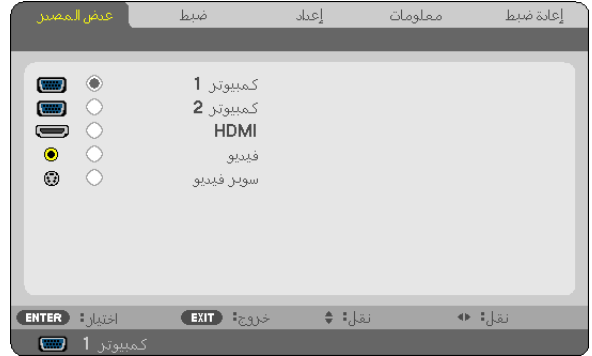 عرض المصدر ضبط إعداد معلومات إعادة ضبط
كمبيوتر 1
كمبيوتر 2
HDMI
فيديو
سوبر فيديو
ENTER :اختيار EXIT :خروج نقل: نقل:
كمبيوتر 1